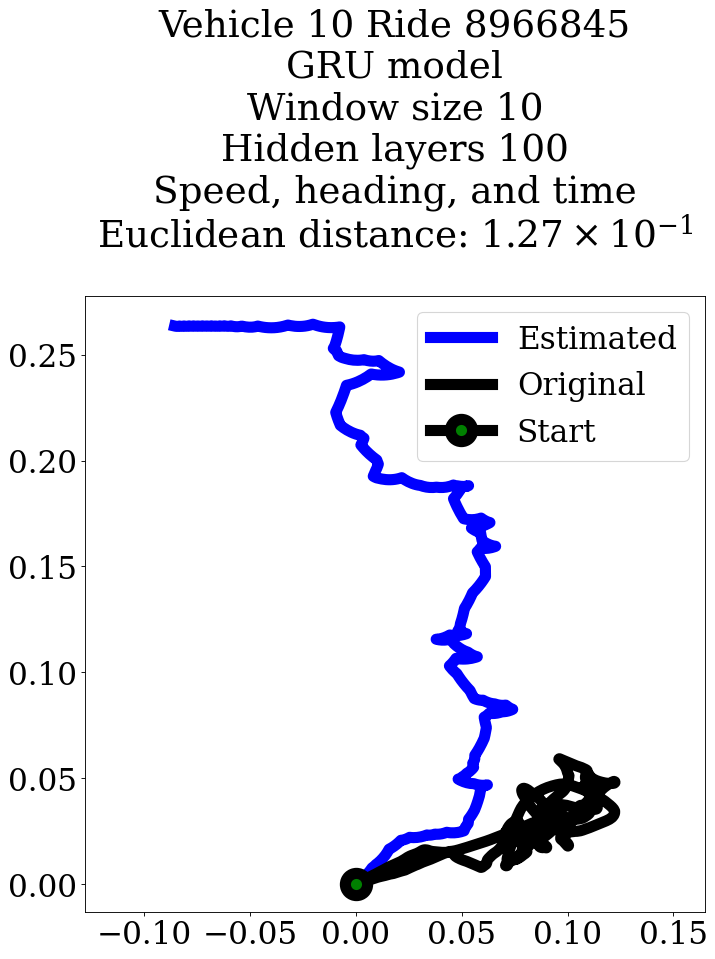 Vehicle 10 Ride 8966845
GRU model
Window size 10
Hidden layers 100
Speed, heading, and time
Euclidean distance: 1.27 × 10⁻¹
Estimated
Original
Start
0.25
0.20
0.15
0.10
0.05
0.00
−0.10 −0.05 0.00 0.05 0.10 0.15